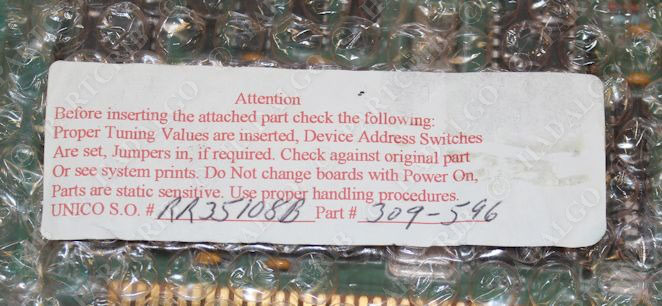 Attention
Before inserting the attached part check the following:
Proper Tuning Values are inserted, Device Address Switches
Are set, Jumpers in, if required. Check against original part
Or see system prints. Do Not change boards with Power On,
Parts are static sensitive. Use proper handling procedures.
UNICO S.O. # RR35108B Part # 309-596